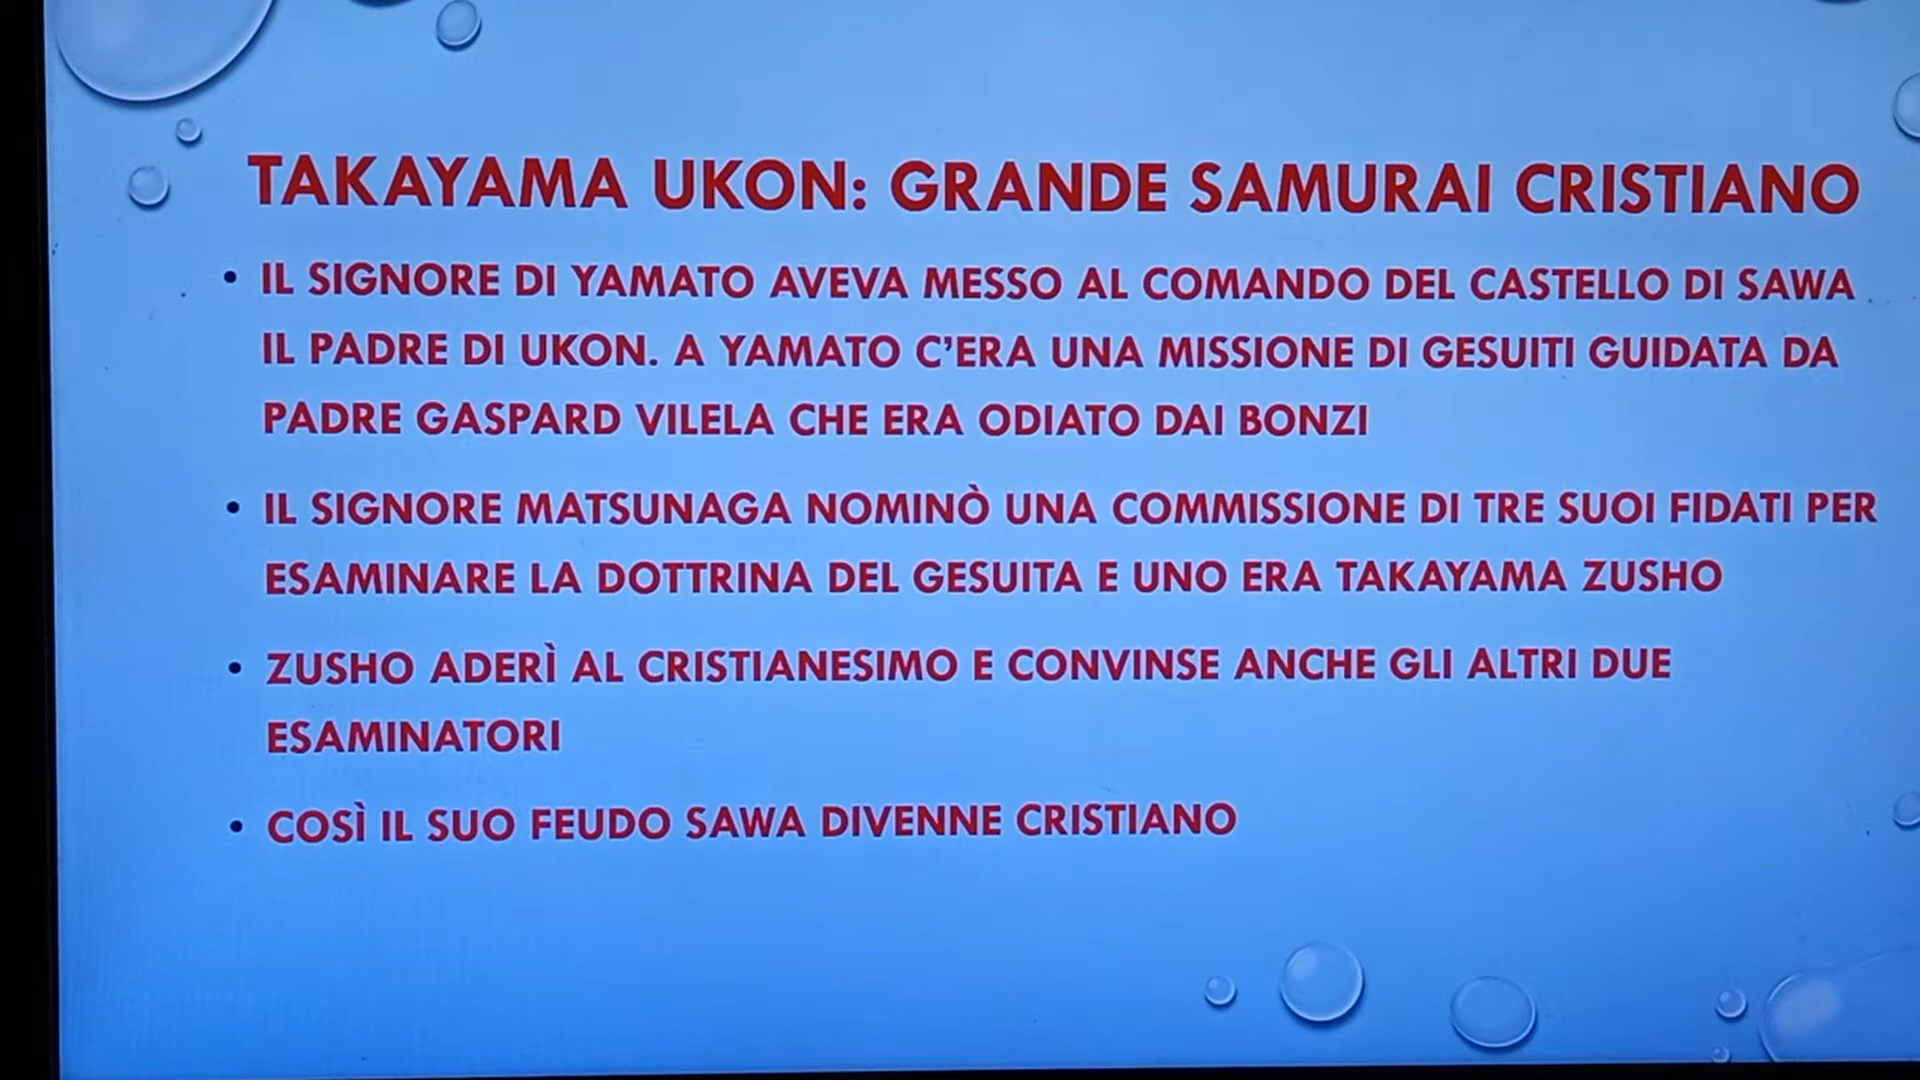 TAKAYAMA UKON: GRANDE SAMURAI CRISTIANO
• IL SIGNORE DI YAMATO AVEVA MESSO AL COMANDO DEL CASTELLO DI SAWA
IL PADRE DI UKON. A YAMATO C'ERA UNA MISSIONE DI GESUITI GUIDATA DA
PADRE GASPARD VILELA CHE ERA ODIATO DAI BONZI
• IL SIGNORE MATSUNAGA NOMINÒ UNA COMMISSIONE DI TRE SUOI FIDATI PER
ESAMINARE LA DOTTRINA DEL GESUITA E UNO ERA TAKAYAMA ZUSHO
• ZUSHO ADERÌ AL CRISTIANESIMO E CONVINSE ANCHE GLI ALTRI DUE
ESAMINATORI
• COSÌ IL SUO FEUDO SAWA DIVENNE CRISTIANO